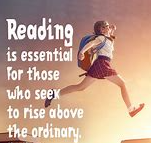 Reading
is essential
for those
who seek
to rise above
the ordinary.